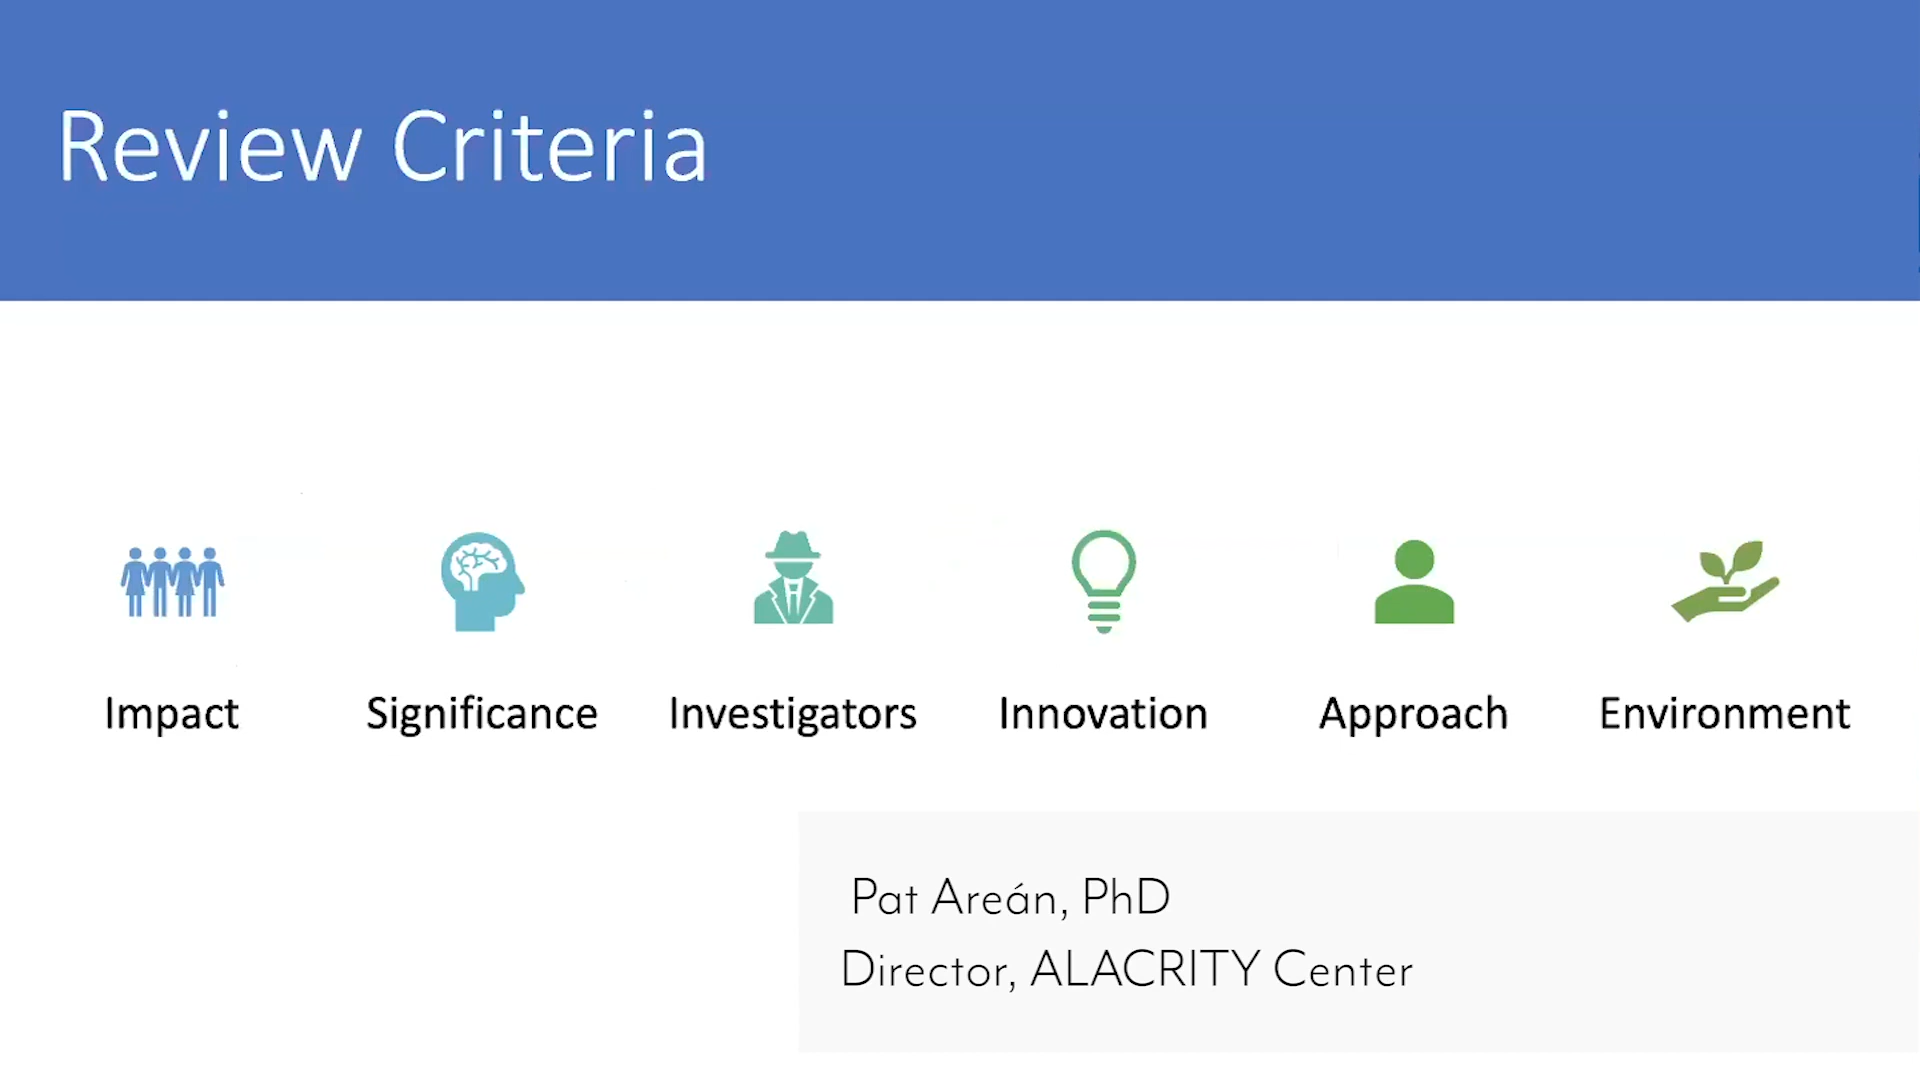 Review Criteria
Impact Significance Investigators Innovation Approach Environment
Pat Areán, PhD
Director, ALACRITY Center